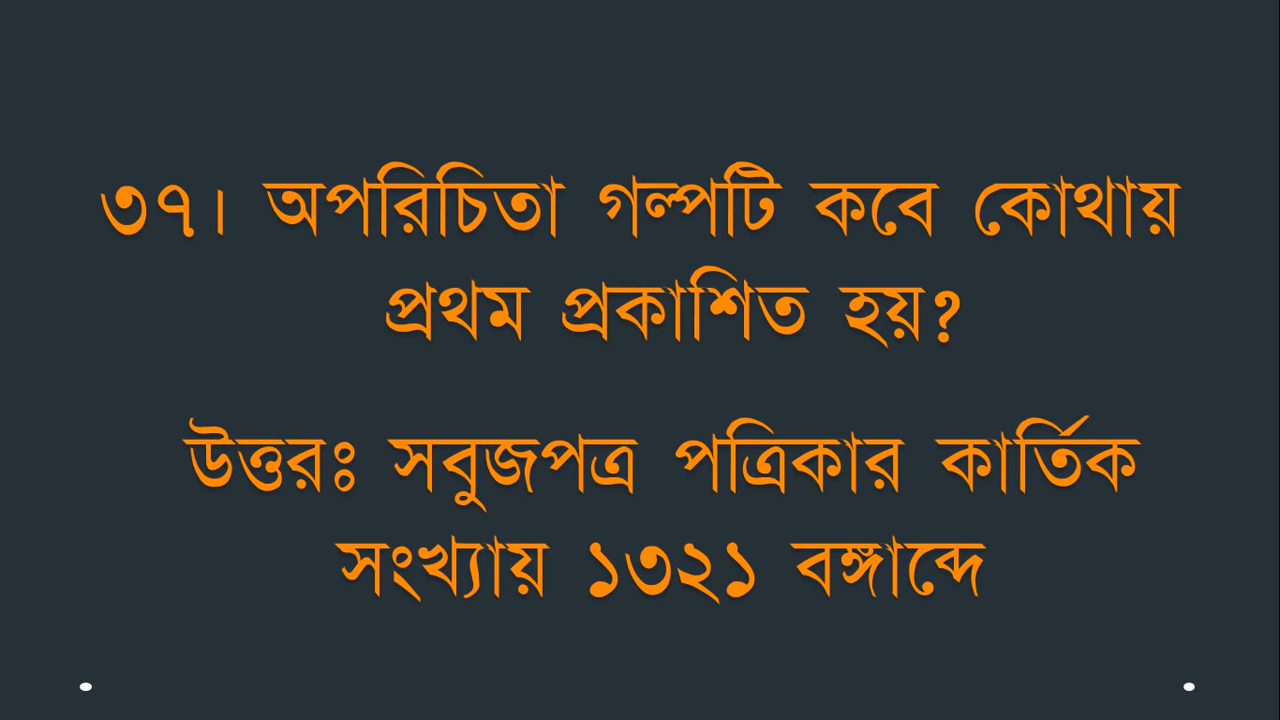 ৩৭। অপরিচিতা গল্পটি কবে কোথায়
প্রথম প্রকাশিত হয়?
উত্তরঃ সবুজপত্র পত্রিকার কার্তিক
সংখ্যায় ১৩২১ বঙ্গাব্দে